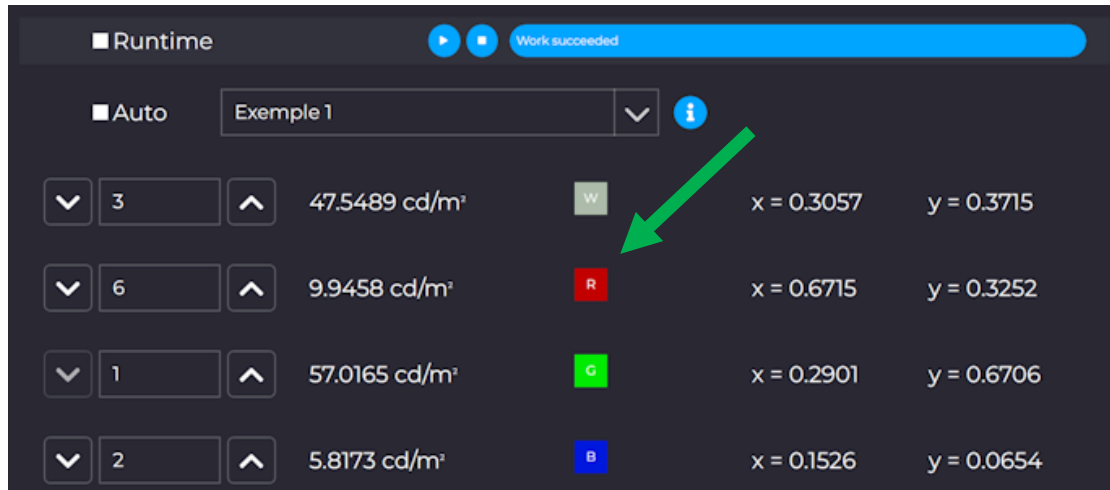 Runtime Work succeeded
Auto Exemple 1 i
3 47.5489 cd/m² W x = 0.3057 y = 0.3715
6 9.9458 cd/m² R x = 0.6715 y = 0.3252
1 57.0165 cd/m² G x = 0.2901 y = 0.6706
2 5.8173 cd/m² B x = 0.1526 y = 0.0654